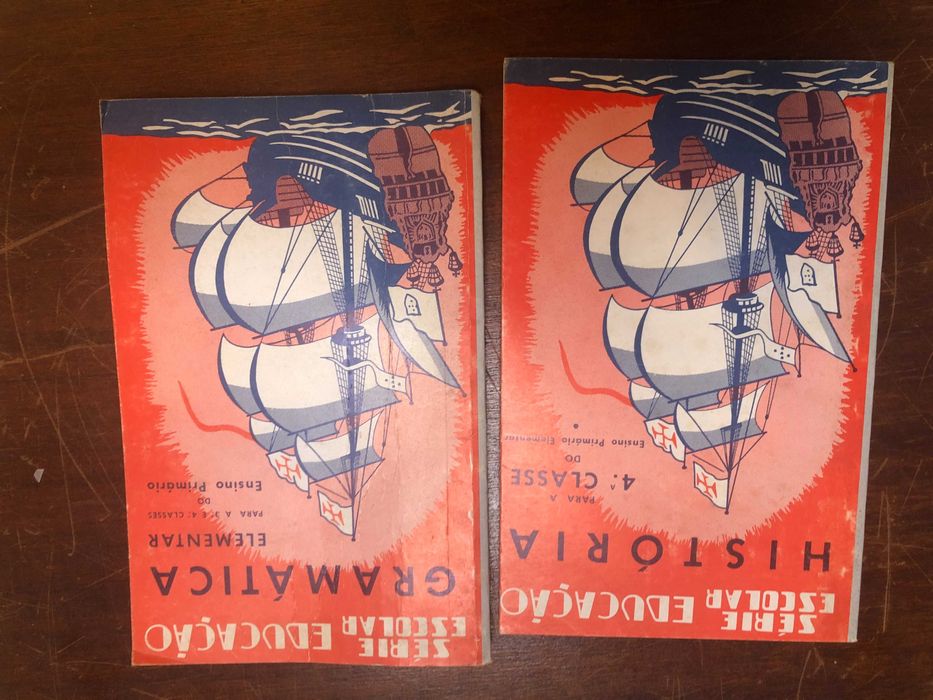 SÉRIE
ESCOLAR EDUCAÇÃO
HISTÓRIA
PARA A
4.ª CLASSE
DO
Ensino Primário Elementar
SÉRIE
ESCOLAR EDUCAÇÃO
GRAMÁTICA
ELEMENTAR
PARA A 3.ª E 4.ª CLASSES
DO
Ensino Primário